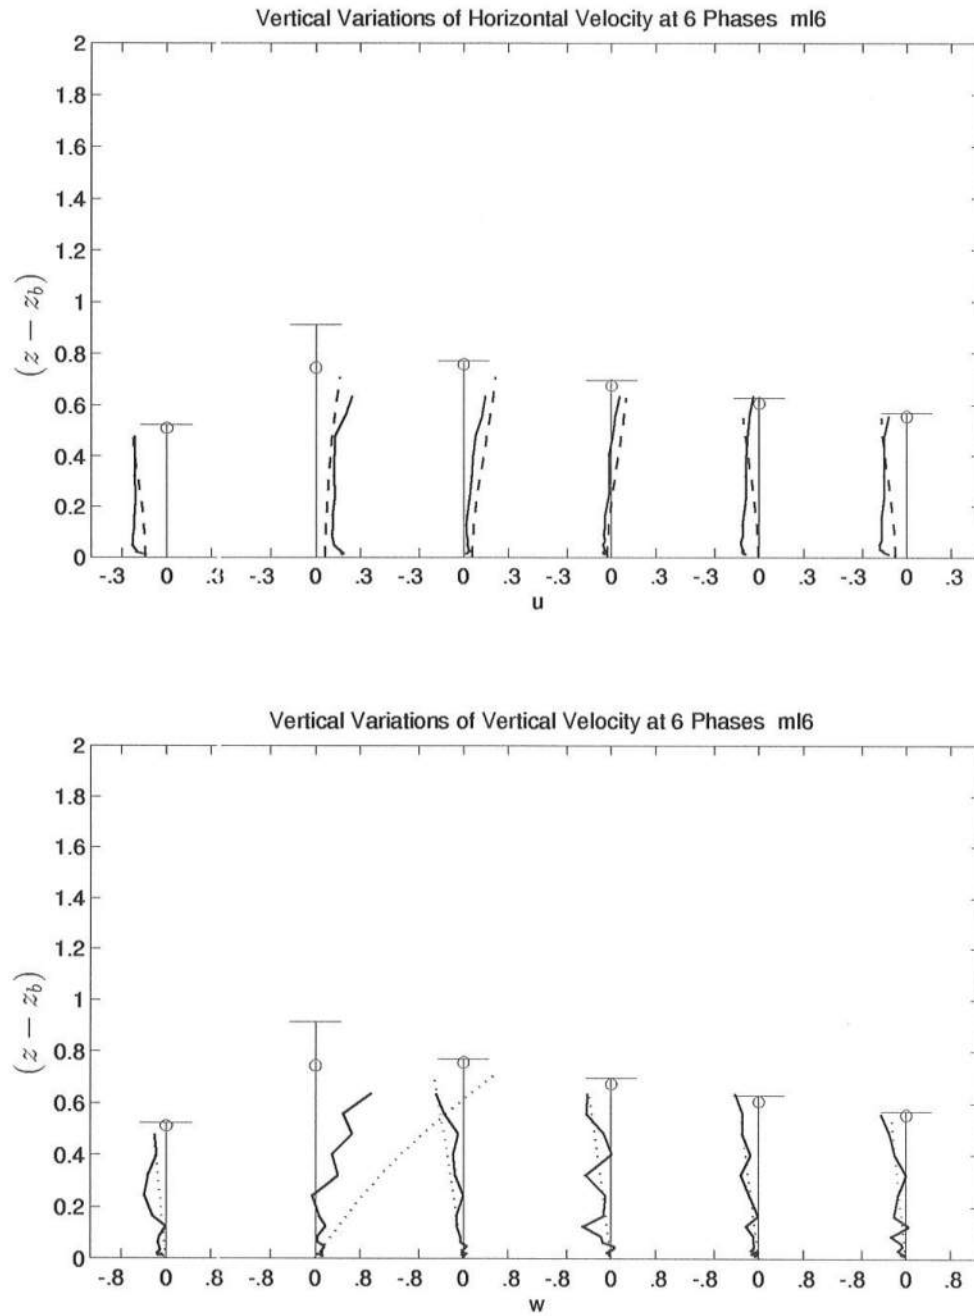 Vertical Variations of Horizontal Velocity at 6 Phases ml6
2
1.8
1.6
1.4
1.2
1
0.8
0.6
0.4
0.2
0
(z − z_b)
-.3 0 .3 -.3 0 .3 -.3 0 .3 -.3 0 .3 -.3 0 .3 -.3 0 .3
u
Vertical Variations of Vertical Velocity at 6 Phases ml6
2
1.8
1.6
1.4
1.2
1
0.8
0.6
0.4
0.2
0
(z − z_b)
-.8 0 .8 -.8 0 .8 -.8 0 .8 -.8 0 .8 -.8 0 .8 -.8 0 .8
w